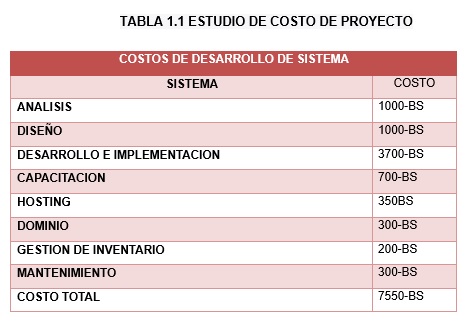 TABLA 1.1 ESTUDIO DE COSTO DE PROYECTO
COSTOS DE DESARROLLO DE SISTEMA
SISTEMA COSTO
ANALISIS 1000-BS
DISEÑO 1000-BS
DESARROLLO E IMPLEMENTACION 3700-BS
CAPACITACION 700-BS
HOSTING 350BS
DOMINIO 300-BS
GESTION DE INVENTARIO 200-BS
MANTENIMIENTO 300-BS
COSTO TOTAL 7550-BS